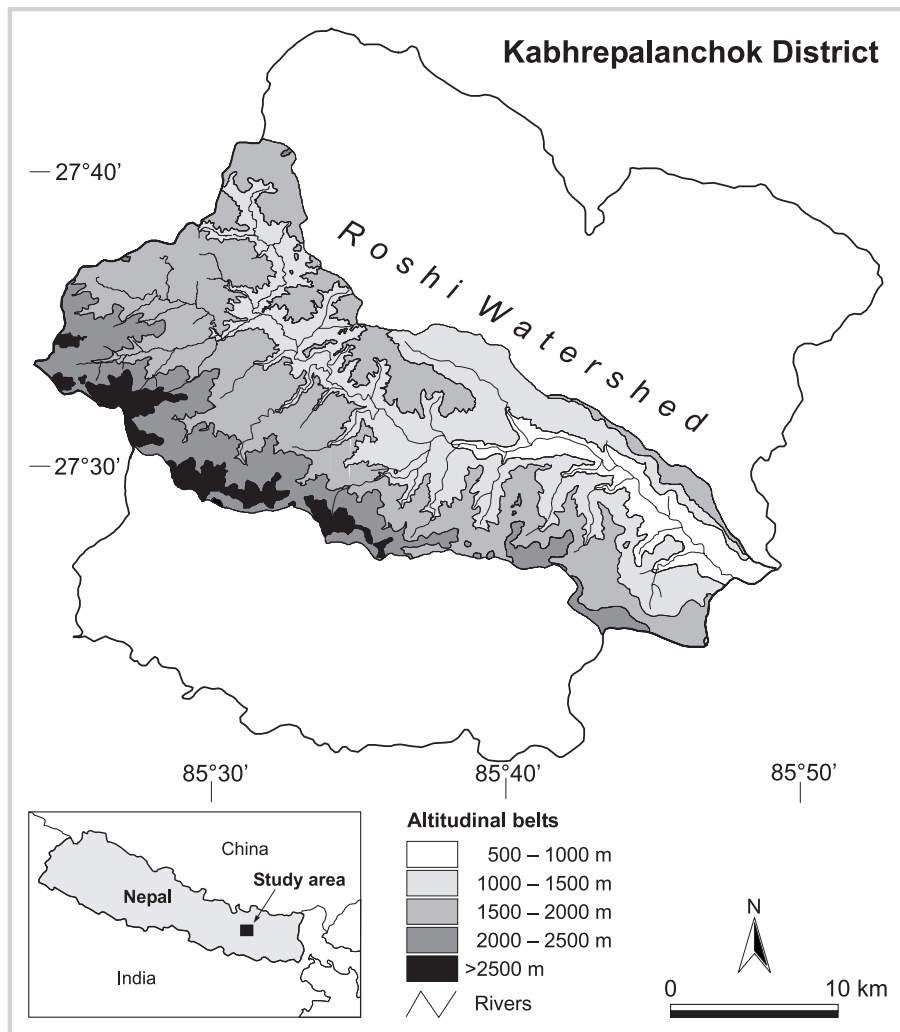 Kabhrepalanchok District
27°40'
Roshi Watershed
27°30'
85°30'
85°40'
85°50'
China
Study area
Nepal
India
Altitudinal belts
500 – 1000 m
1000 – 1500 m
1500 – 2000 m
2000 – 2500 m
>2500 m
Rivers
N
0 10 km